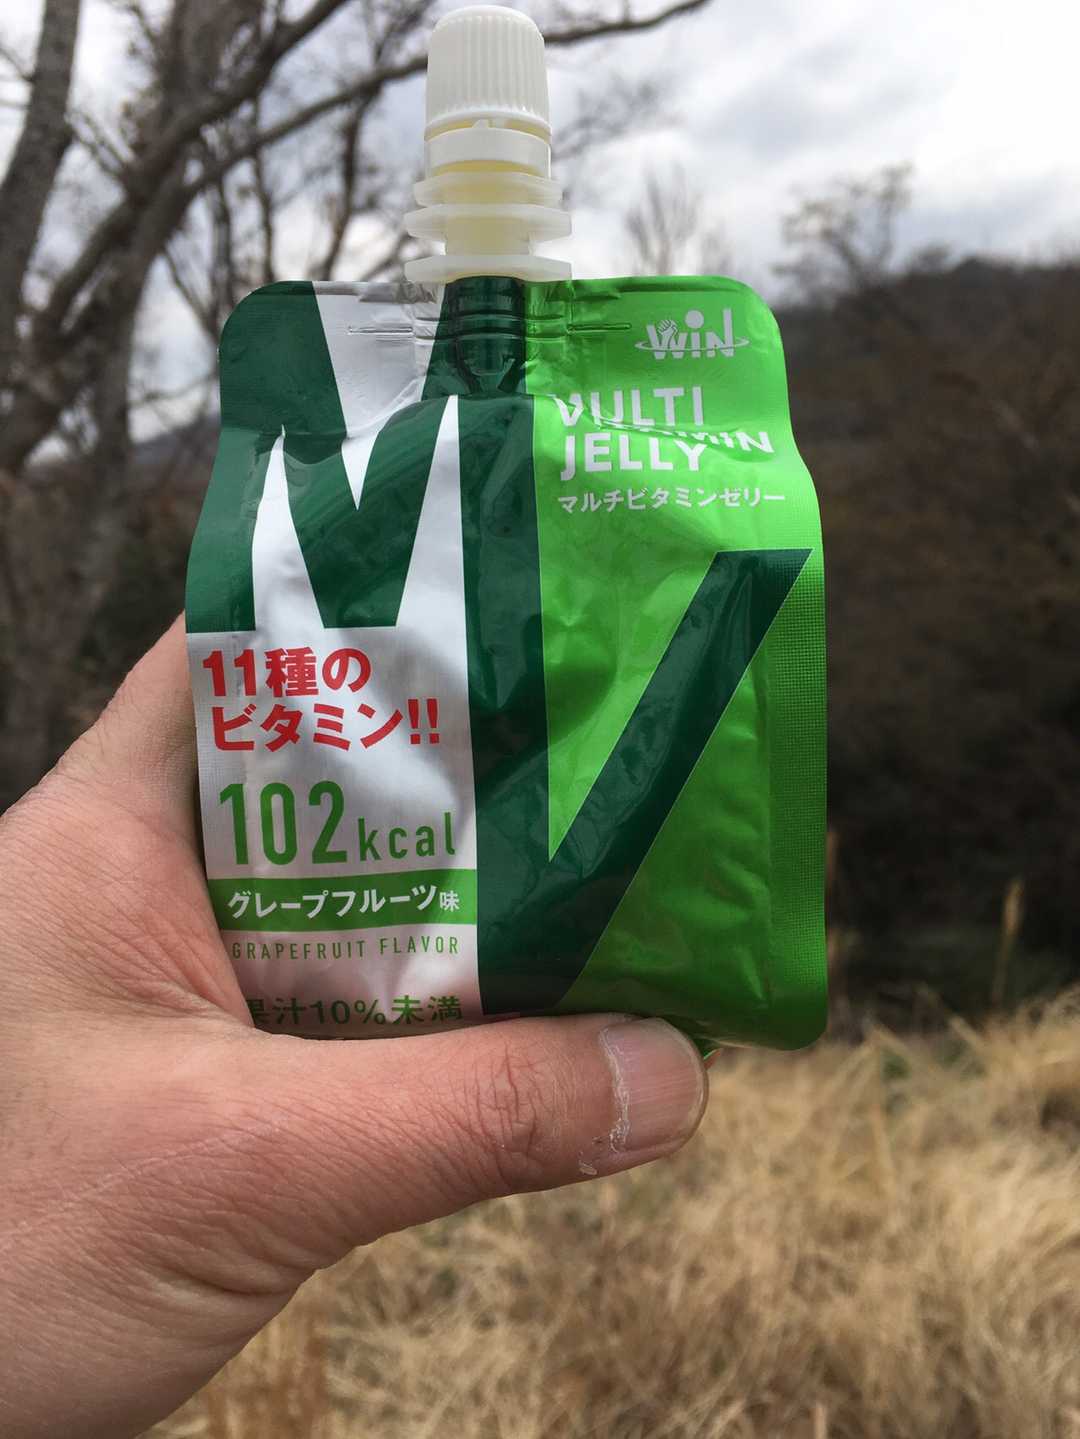 WIN
MULTI
VITAMIN
JELLY
マルチビタミンゼリー
MV
11種の
ビタミン!!
102kcal
グレープフルーツ味
GRAPEFRUIT FLAVOR
果汁10%未満